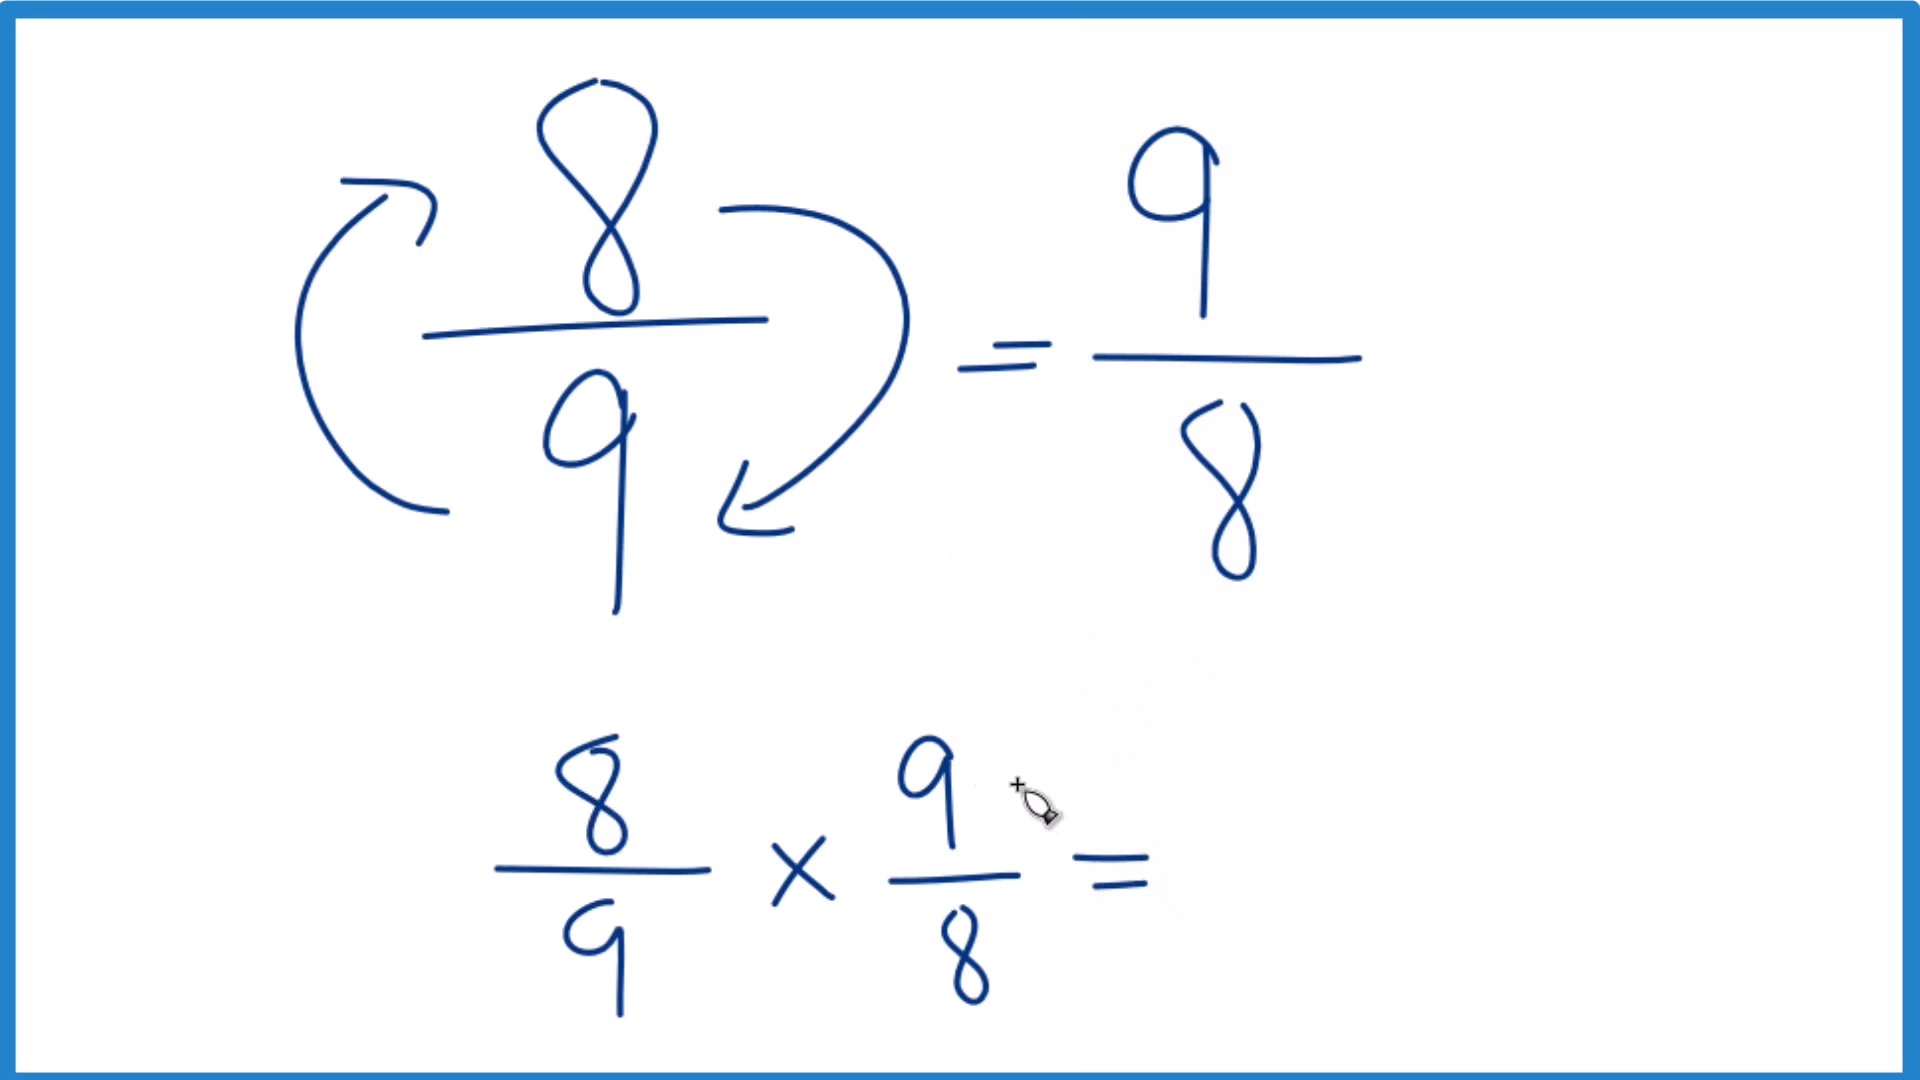 8/9 = 9/8
8/9 × 9/8 =